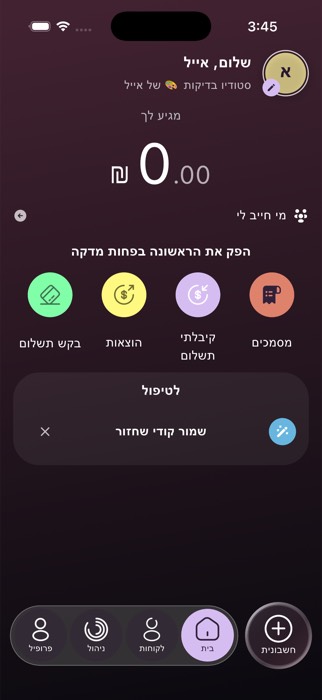 3:45
שלום, אייל
סטודיו בדיקות 🎨 של אייל
א
מגיע לך
₪ 0.00
מי חייב לי
הפק את הראשונה בפחות מדקה
מסמכים
קיבלתי תשלום
הוצאות
בקש תשלום
לטיפול
שמור קודי שחזור
חשבונית
בית
לקוחות
ניהול
פרופיל